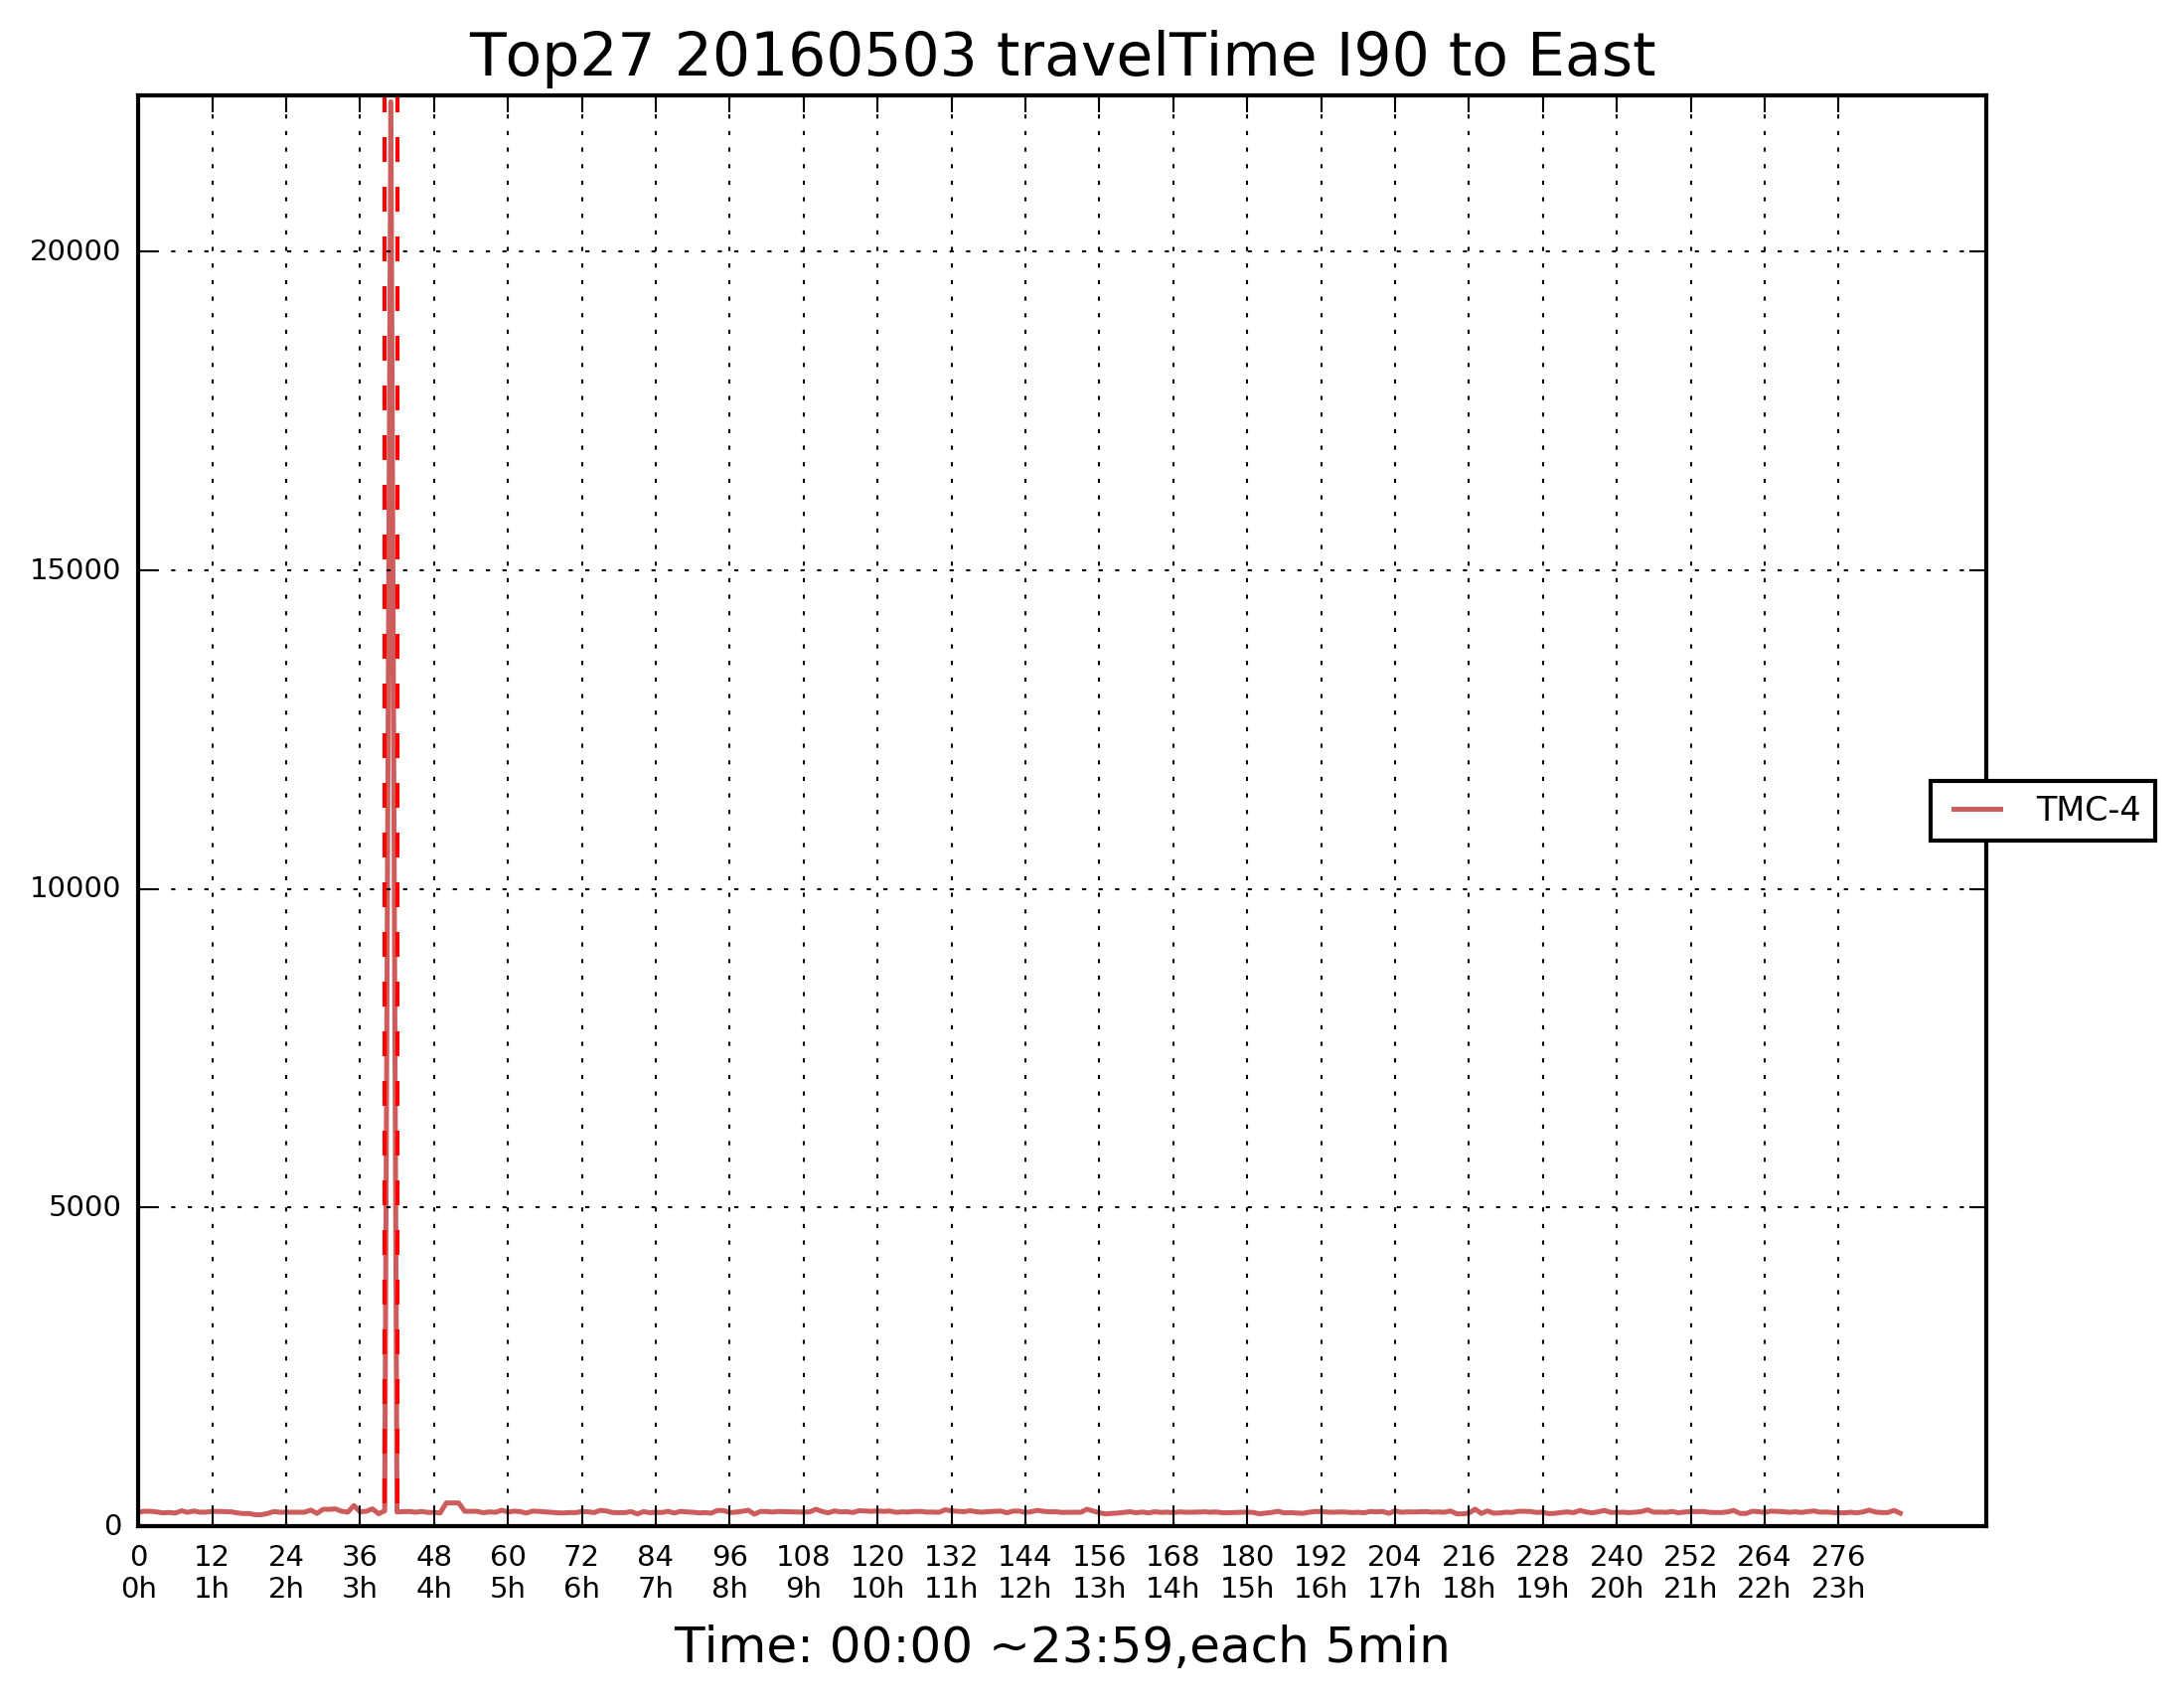 Top27 20160503 travelTime I90 to East
20000
15000
10000
5000
0
TMC-4
0 12 24 36 48 60 72 84 96 108 120 132 144 156 168 180 192 204 216 228 240 252 264 276
0h 1h 2h 3h 4h 5h 6h 7h 8h 9h 10h 11h 12h 13h 14h 15h 16h 17h 18h 19h 20h 21h 22h 23h
Time: 00:00 ~23:59,each 5min